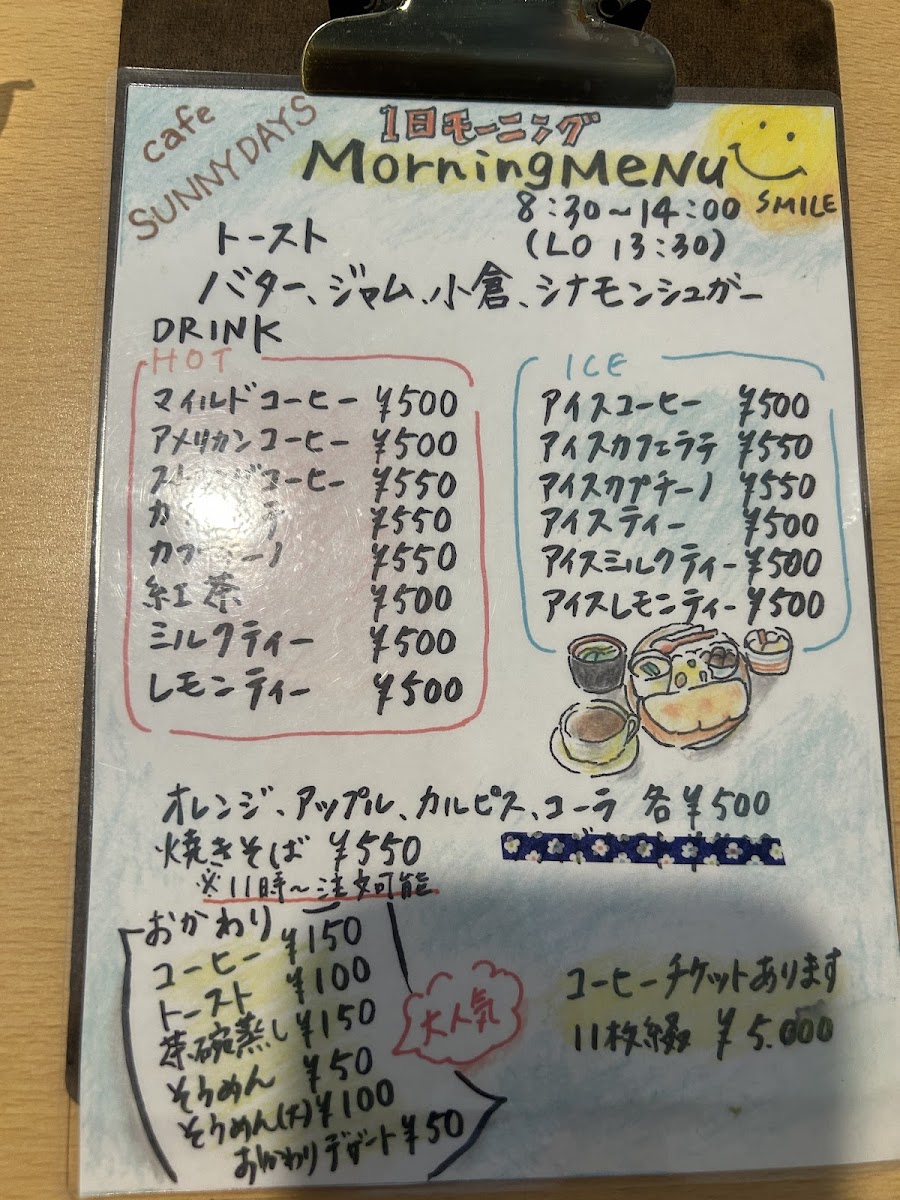 cafe
SUNNY DAYS
1日モーニング
MorningMeNu
SMILE
8:30~14:00
(LO 13:30)
トースト
バター、ジャム、小倉、シナモンシュガー
DRINK
HOT
マイルドコーヒー ¥500
アメリカンコーヒー ¥500
コーヒー ¥550
¥550
¥550
紅茶 ¥500
ミルクティー ¥500
レモンティー ¥500
ICE
アイスコーヒー ¥500
アイスカフェラテ ¥550
アイスカプチーノ ¥550
アイスティー ¥500
アイスミルクティー ¥500
アイスレモンティー ¥500
オレンジ、アップル、カルピス、コーラ 各¥500
焼きそば ¥550
※11時~注文可能
おかわり
コーヒー ¥150
トースト ¥100
茶碗蒸し ¥150
そうめん ¥50
そうめん(大) ¥100
おかわりデザート ¥50
大人気
コーヒーチケットあります
11枚綴 ¥5.000